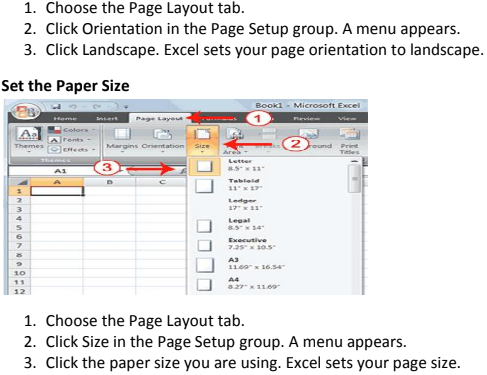 1. Choose the Page Layout tab.
2. Click Orientation in the Page Setup group. A menu appears.
3. Click Landscape. Excel sets your page orientation to landscape.
Set the Paper Size
Book1 - Microsoft Excel
Home Insert Page Layout 1 Review View
Aa Colors
A Fonts
Effects
Themes Margins Orientation Size 2 Print
Area Titles
Themes
A1 3
Letter
8.5" x 11"
A B C
Tabloid
11" x 17"
Ledger
17" x 11"
Legal
8.5" x 14"
Executive
7.25" x 10.5"
A3
11.69" x 16.54"
A4
8.27" x 11.69"
1
2
3
4
5
6
7
8
9
10
11
12
1. Choose the Page Layout tab.
2. Click Size in the Page Setup group. A menu appears.
3. Click the paper size you are using. Excel sets your page size.